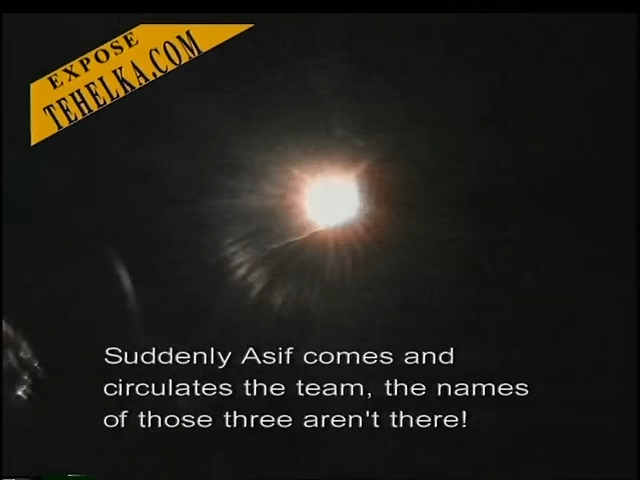 EXPOSE
TEHELKA.COM
Suddenly Asif comes and
circulates the team, the names
of those three aren't there!